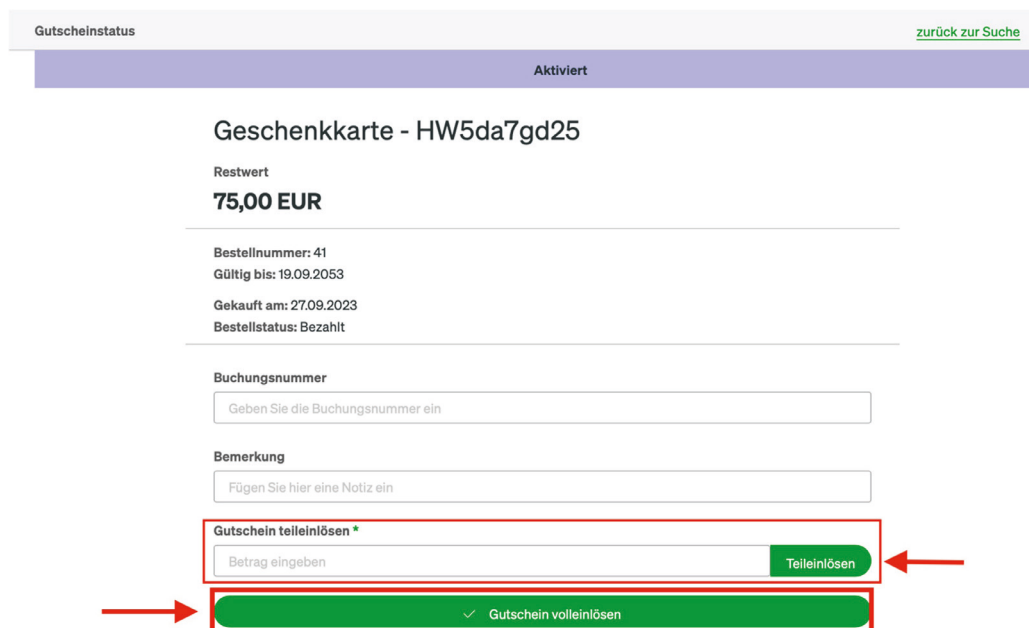 Gutscheinstatus
zurück zur Suche
Aktiviert
Geschenkkarte - HW5da7gd25
Restwert
75,00 EUR
Bestellnummer: 41
Gültig bis: 19.09.2053
Gekauft am: 27.09.2023
Bestellstatus: Bezahlt
Buchungsnummer
Geben Sie die Buchungsnummer ein
Bemerkung
Fügen Sie hier eine Notiz ein
Gutschein teileinlösen *
Betrag eingeben
Teileinlösen
Gutschein volleinlösen